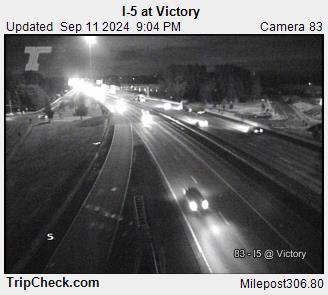 I-5 at Victory
Updated  Sep 11 2024  9:04 PM
Camera 83
T
S
83 - I5 @ Victory
TripCheck.com
Milepost306.80